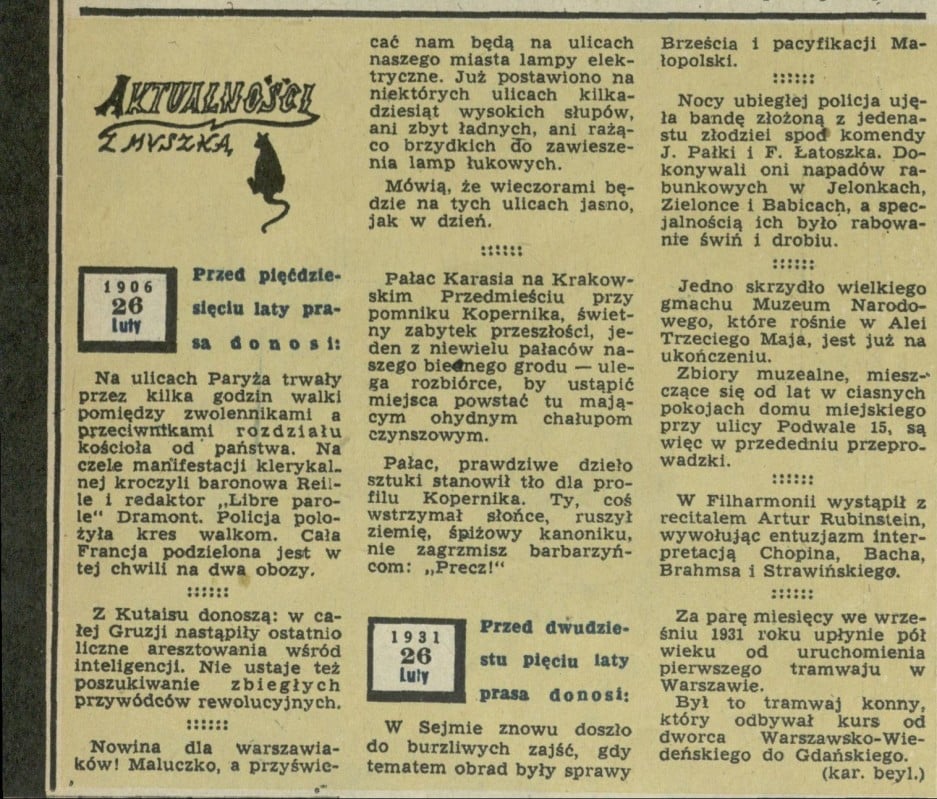 AKTUALNOŚCI
Z MYSZKĄ
1906
26
Luty
Przed pięćdzie-
sięciu laty pra-
sa donosi:
Na ulicach Paryża trwały
przez kilka godzin walki
pomiędzy zwolennikami a
przeciwnikami rozdziału
kościoła od państwa. Na
czele manifestacji klerykal-
nej kroczyli baronowa Reil-
le i redaktor „Libre paro-
le“ Dramont. Policja poło-
żyła kres walkom. Cała
Francja podzielona jest w
tej chwili na dwa obozy.
::::::
Z Kutaisu donoszą: w ca-
łej Gruzji nastąpiły ostatnio
liczne aresztowania wśród
inteligencji. Nie ustaje też
poszukiwanie zbiegłych
przywódców rewolucyjnych.
::::::
Nowina dla warszawia-
ków! Maluczko, a przyświe-
cać nam będą na ulicach
naszego miasta lampy elek-
tryczne. Już postawiono na
niektórych ulicach kilka-
dziesiąt wysokich słupów,
ani zbyt ładnych, ani rażą-
co brzydkich do zawiesze-
nia lamp łukowych.
Mówią, że wieczorami bę-
dzie na tych ulicach jasno,
jak w dzień.
::::::
Pałac Karasia na Krakow-
skim Przedmieściu przy
pomniku Kopernika, świet-
ny zabytek przeszłości, je-
den z niewielu pałaców na-
szego biednego grodu — ule-
ga rozbiórce, by ustąpić
miejsca powstać tu mają-
cym ohydnym chałupom
czynszowym.
Pałac, prawdziwe dzieło
sztuki stanowił tło dla pro-
filu Kopernika. Ty, coś
wstrzymał słońce, ruszył
ziemię, śpiżowy kanoniku,
nie zagrzmisz barbarzyń-
com: „Precz!“
1931
26
Luty
Przed dwudzie-
stu pięciu laty
prasa donosi:
W Sejmie znowu doszło
do burzliwych zajść, gdy
tematem obrad były sprawy
Brześcia i pacyfikacji Ma-
łopolski.
::::::
Nocy ubiegłej policja uję-
ła bandę złożoną z jedena-
stu złodziei spod komendy
J. Pałki i F. Łatoszka. Do-
konywali oni napadów ra-
bunkowych w Jelonkach,
Zielonce i Babicach, a spec-
jalnością ich było rabowa-
nie świń i drobiu.
::::::
Jedno skrzydło wielkiego
gmachu Muzeum Narodo-
wego, które rośnie w Alei
Trzeciego Maja, jest już na
ukończeniu.
Zbiory muzealne, miesz-
czące się od lat w ciasnych
pokojach domu miejskiego
przy ulicy Podwale 15, są
więc w przededniu przepro-
wadzki.
::::::
W Filharmonii wystąpił z
recitalem Artur Rubinstein,
wywołując entuzjazm inter-
pretacją Chopina, Bacha,
Brahmsa i Strawińskiego.
::::::
Za parę miesięcy we wrze-
śniu 1931 roku upłynie pół
wieku od uruchomienia
pierwszego tramwaju w
Warszawie.
Był to tramwaj konny,
który odbywał kurs od
dworca Warszawsko-Wie-
deńskiego do Gdańskiego.
(kar. beyl.)